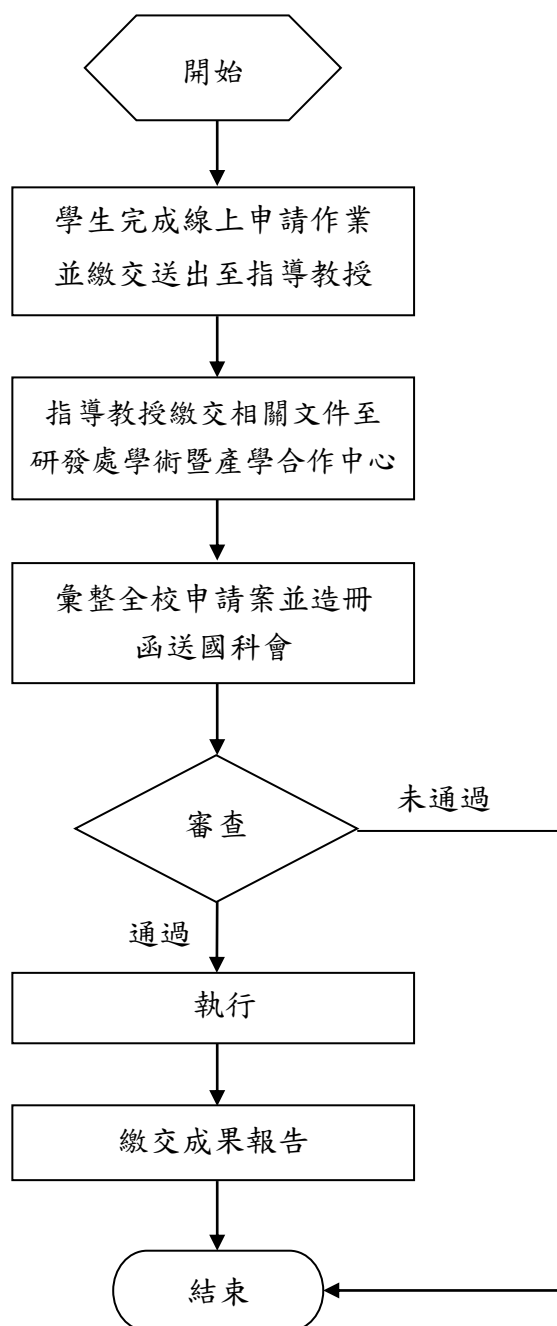 開始
學生完成線上申請作業
並繳交送出至指導教授
指導教授繳交相關文件至
研發處學術暨產學合作中心
彙整全校申請案並造冊
函送國科會
審查
未通過
通過
執行
繳交成果報告
結束